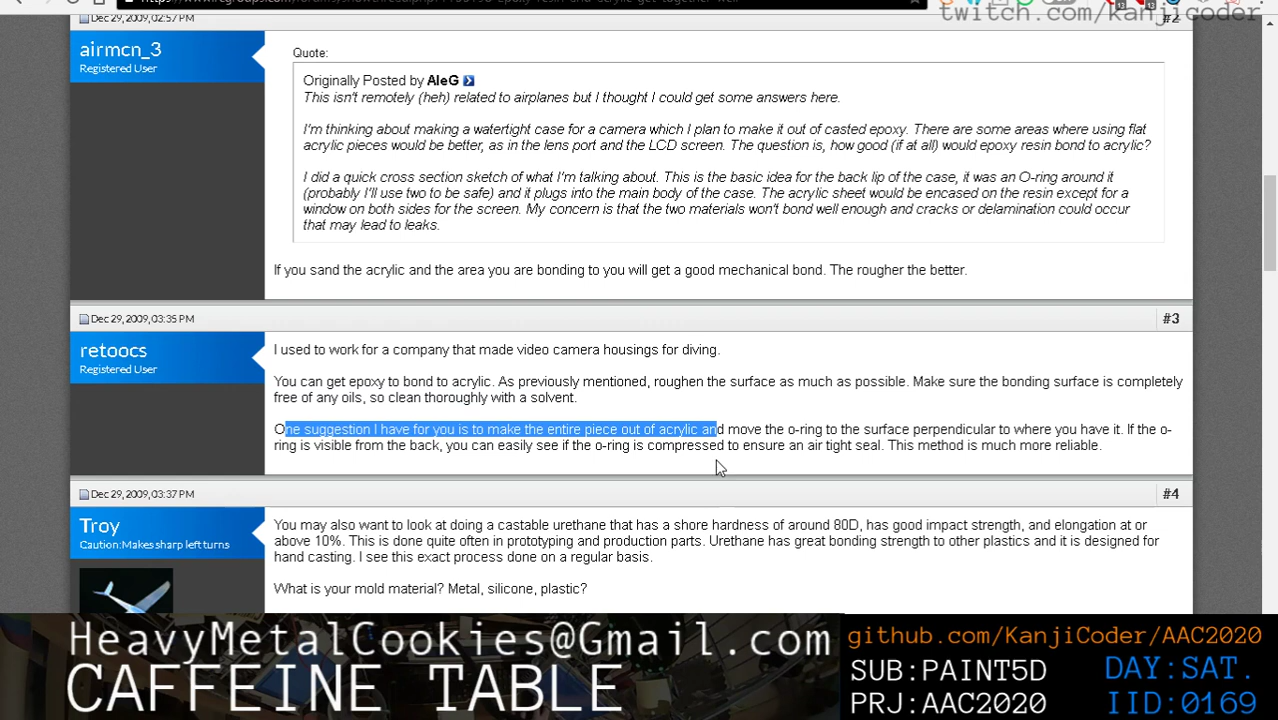 twitch.com/kanjicoder
Dec 29, 2009, 02:57 PM
#2
airmcn_3
Registered User
Quote:
Originally Posted by AleG
This isn't remotely (heh) related to airplanes but I thought I could get some answers here.
I'm thinking about making a watertight case for a camera which I plan to make it out of casted epoxy. There are some areas where using flat
acrylic pieces would be better, as in the lens port and the LCD screen. The question is, how good (if at all) would epoxy resin bond to acrylic?
I did a quick cross section sketch of what I'm talking about. This is the basic idea for the back lip of the case, it was an O-ring around it
(probably I'll use two to be safe) and it plugs into the main body of the case. The acrylic sheet would be encased on the resin except for a
window on both sides for the screen. My concern is that the two materials won't bond well enough and cracks or delamination could occur
that may lead to leaks.
If you sand the acrylic and the area you are bonding to you will get a good mechanical bond. The rougher the better.
Dec 29, 2009, 03:35 PM
#3
retoocs
Registered User
I used to work for a company that made video camera housings for diving.
You can get epoxy to bond to acrylic. As previously mentioned, roughen the surface as much as possible. Make sure the bonding surface is completely
free of any oils, so clean thoroughly with a solvent.
One suggestion I have for you is to make the entire piece out of acrylic and move the o-ring to the surface perpendicular to where you have it. If the o-
ring is visible from the back, you can easily see if the o-ring is compressed to ensure an air tight seal. This method is much more reliable.
Dec 29, 2009, 03:37 PM
#4
Troy
Caution:Makes sharp left turns
You may also want to look at doing a castable urethane that has a shore hardness of around 80D, has good impact strength, and elongation at or
above 10%. This is done quite often in prototyping and production parts. Urethane has great bonding strength to other plastics and it is designed for
hand casting. I see this exact process done on a regular basis.
What is your mold material? Metal, silicone, plastic?
HeavyMetalCookies@Gmail.com
CAFFEINE TABLE
github.com/KanjiCoder/AAC2020
SUB:PAINT5D
DAY:SAT.
PRJ:AAC2020
IID:0169